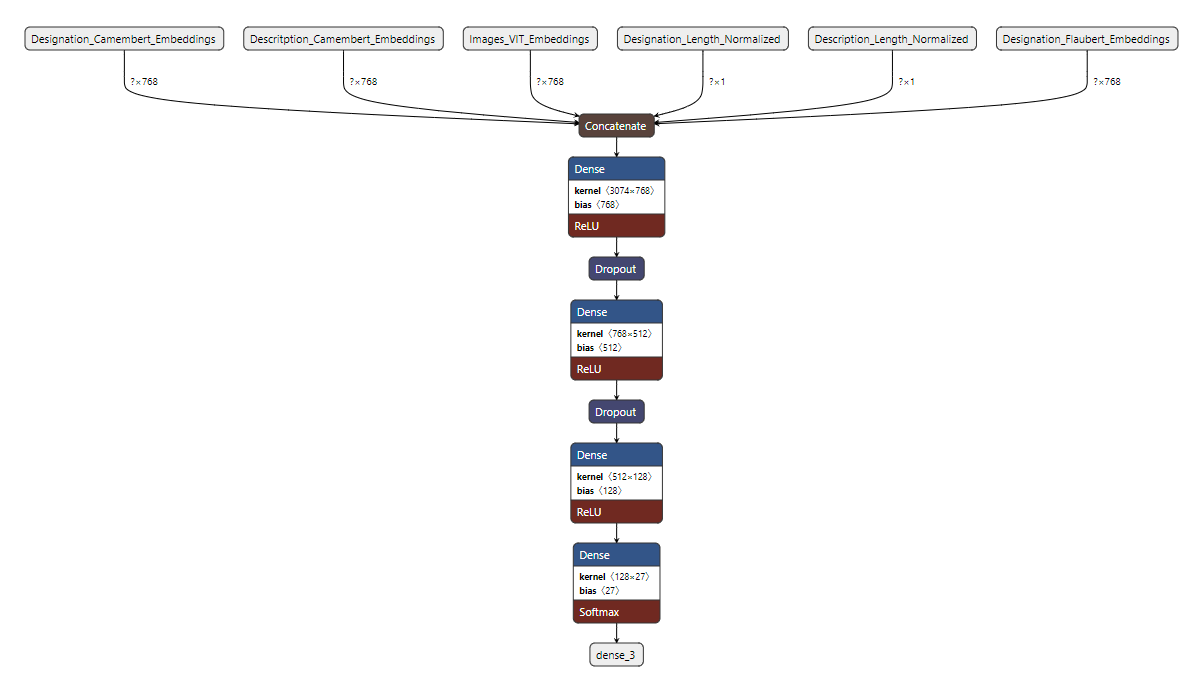 Designation_Camembert_Embeddings
Descritption_Camembert_Embeddings
Images_VIT_Embeddings
Designation_Length_Normalized
Description_Length_Normalized
Designation_Flaubert_Embeddings
?×768
?×768
?×768
?×1
?×1
?×768
Concatenate
Dense
kernel 〈3074×768〉
bias 〈768〉
ReLU
Dropout
Dense
kernel 〈768×512〉
bias 〈512〉
ReLU
Dropout
Dense
kernel 〈512×128〉
bias 〈128〉
ReLU
Dense
kernel 〈128×27〉
bias 〈27〉
Softmax
dense_3